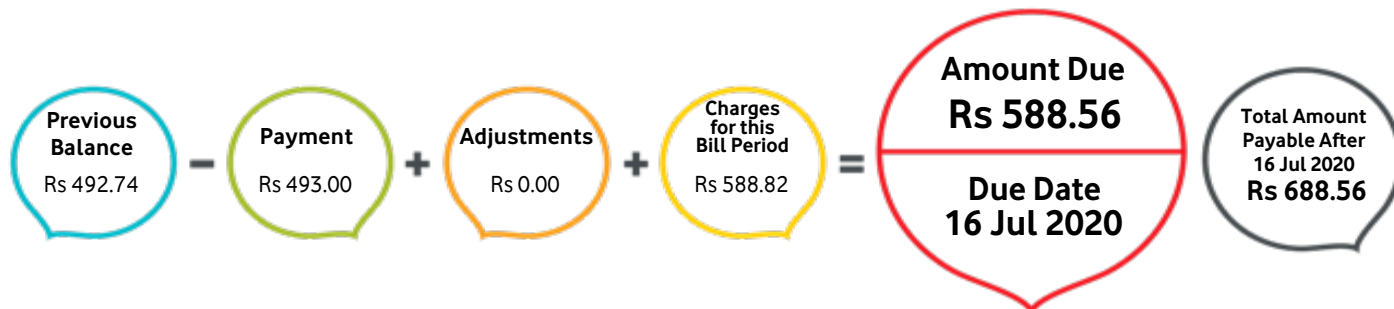 Previous
Balance
Rs 492.74
-
Payment
Rs 493.00
+
Adjustments
Rs 0.00
+
Charges
for this
Bill Period
Rs 588.82
=
Amount Due
Rs 588.56
Due Date
16 Jul 2020
Total Amount
Payable After
16 Jul 2020
Rs 688.56